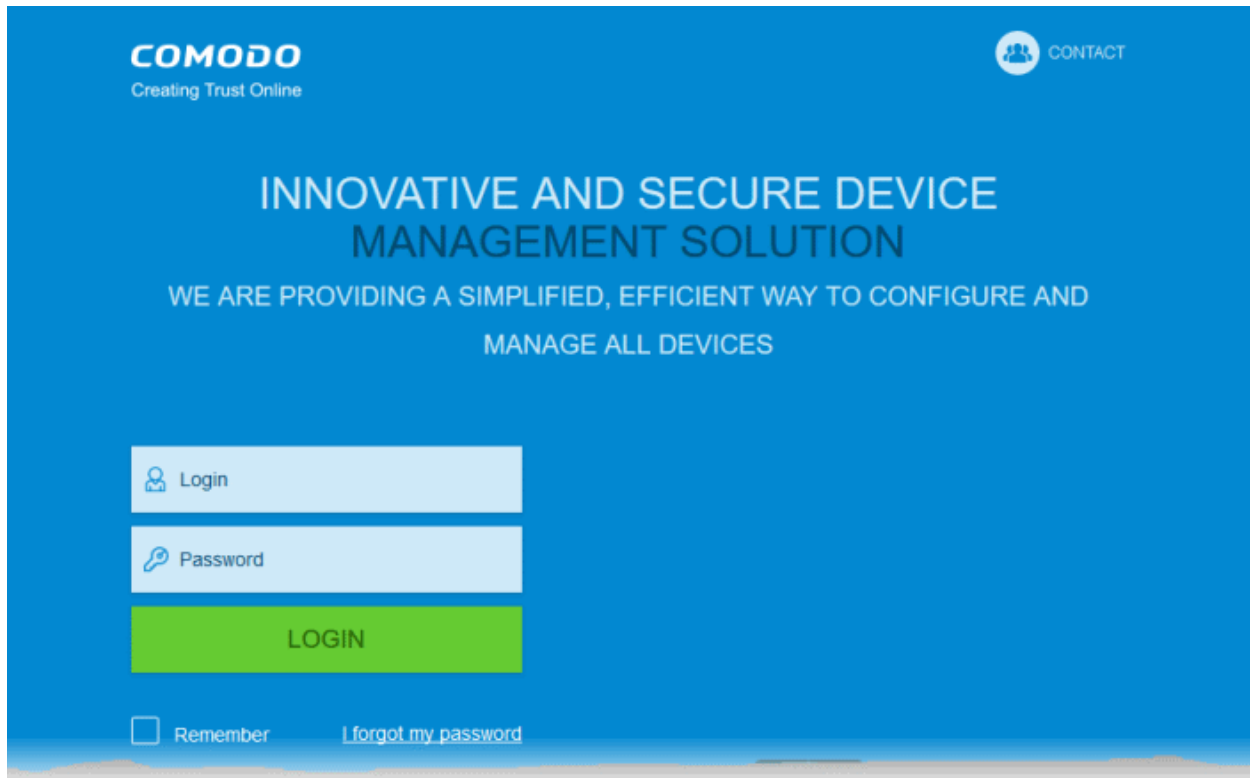 COMODO
Creating Trust Online
CONTACT
INNOVATIVE AND SECURE DEVICE
MANAGEMENT SOLUTION
WE ARE PROVIDING A SIMPLIFIED, EFFICIENT WAY TO CONFIGURE AND
MANAGE ALL DEVICES
Login
Password
LOGIN
Remember
I forgot my password